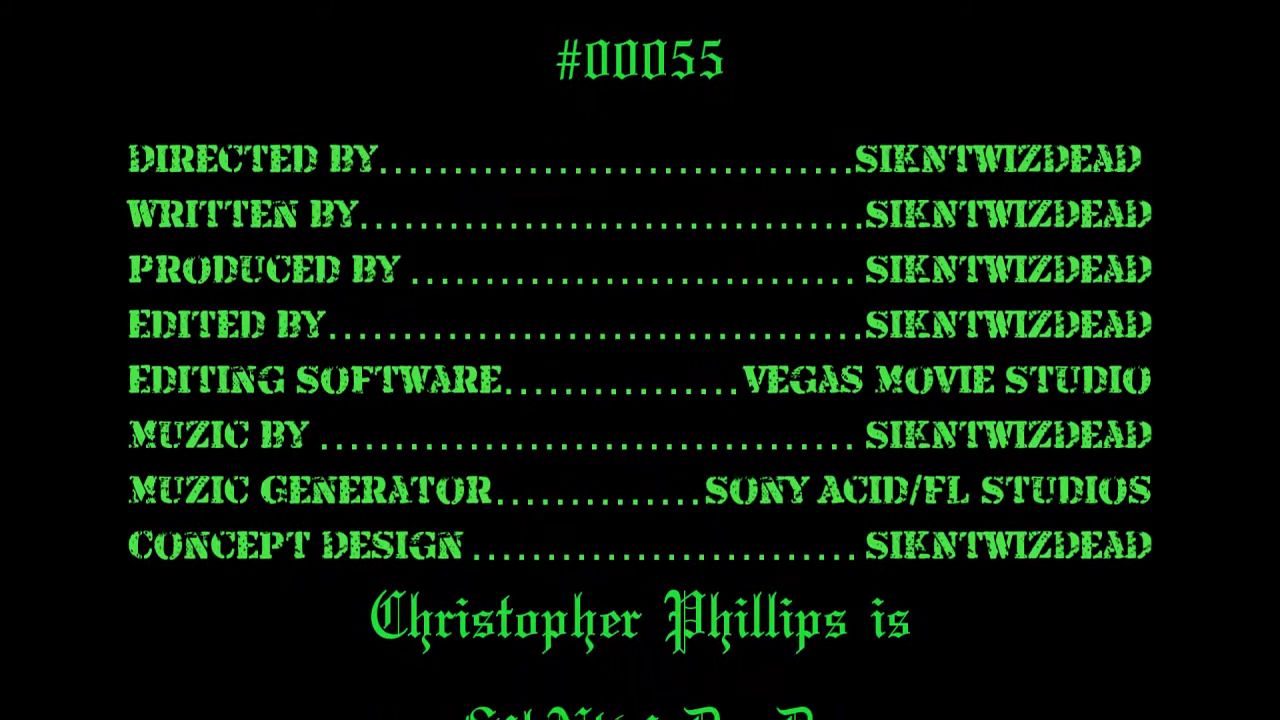 #00055
DIRECTED BY................................SIKNTWIZDEAD
WRITTEN BY..................................SIKNTWIZDEAD
PRODUCED BY .............................. SIKNTWIZDEAD
EDITED BY....................................SIKNTWIZDEAD
EDITING SOFTWARE................VEGAS MOVIE STUDIO
MUZIC BY .................................... SIKNTWIZDEAD
MUZIC GENERATOR..............SONY ACID/FL STUDIOS
CONCEPT DESIGN .......................... SIKNTWIZDEAD
Christopher Phillips is